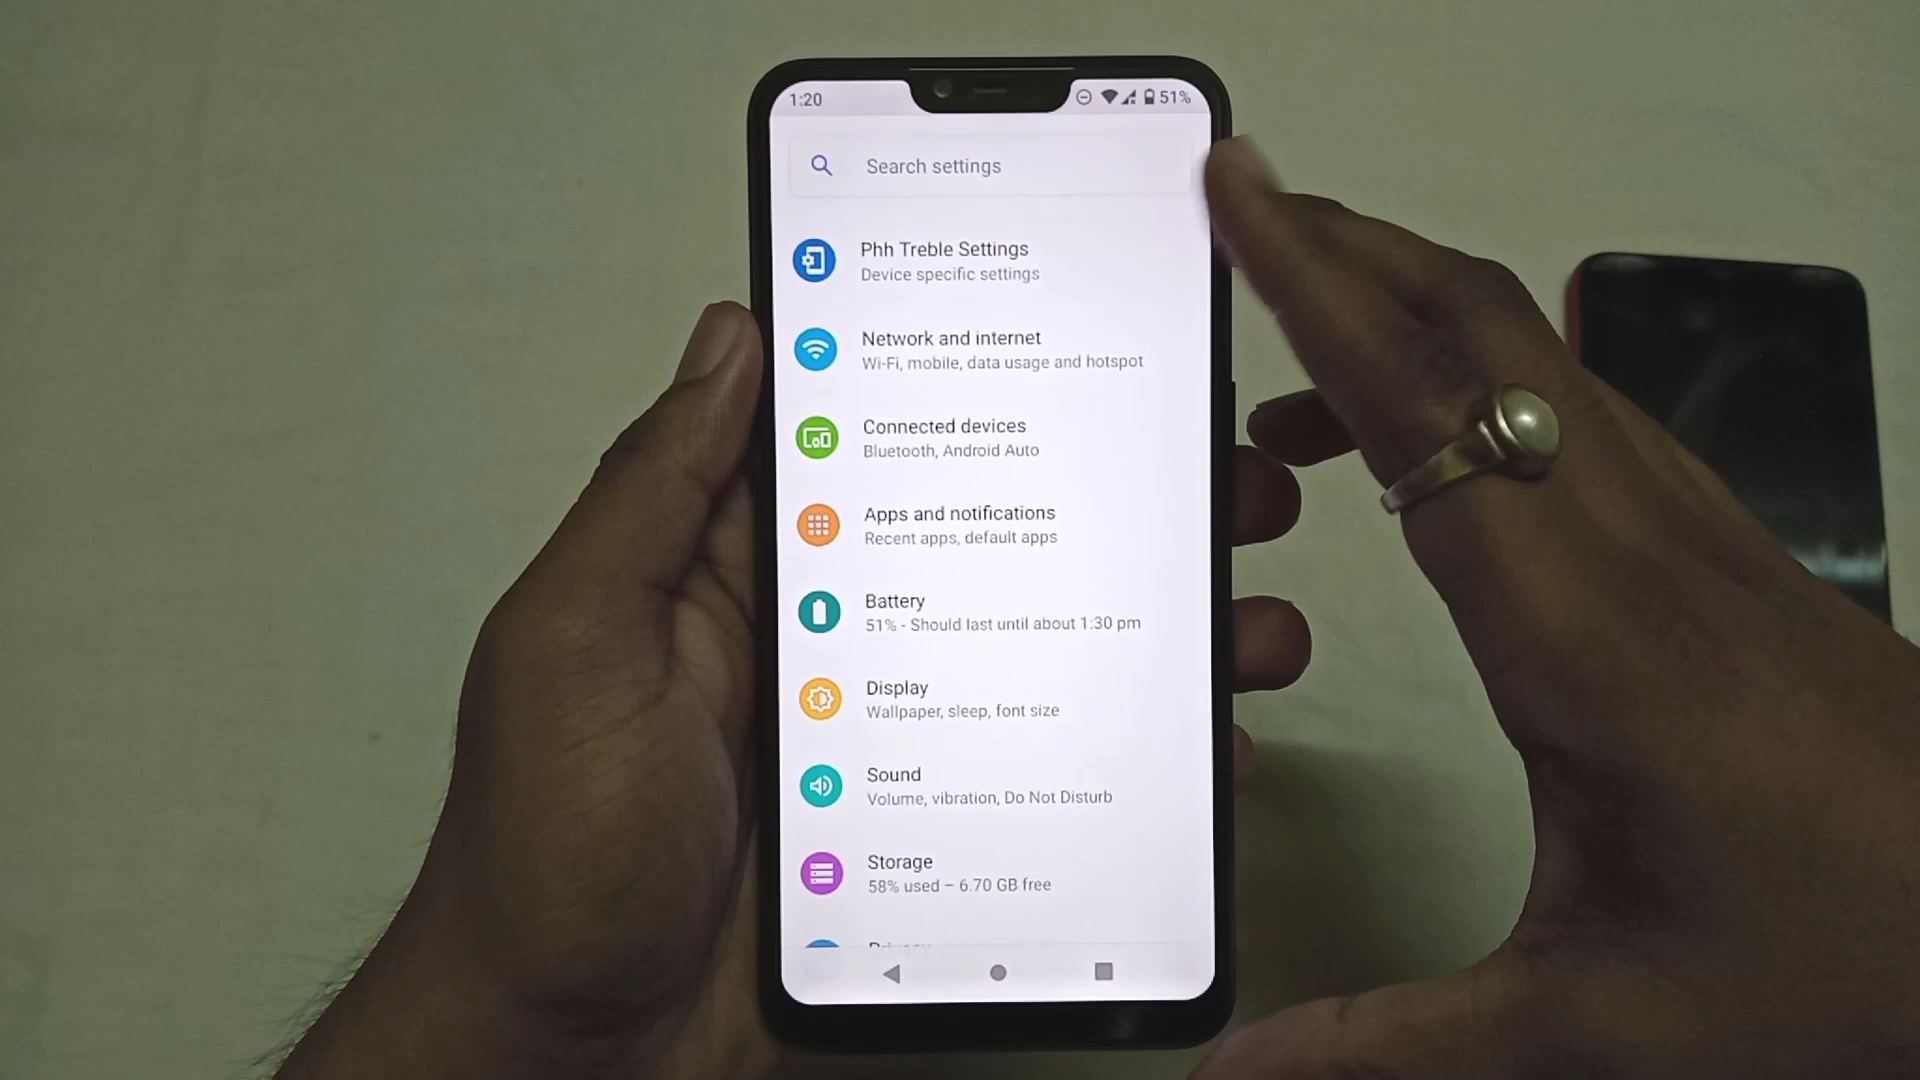 1:20
51%
Search settings
Phh Treble Settings
Device specific settings
Network and internet
Wi-Fi, mobile, data usage and hotspot
Connected devices
Bluetooth, Android Auto
Apps and notifications
Recent apps, default apps
Battery
51% - Should last until about 1:30 pm
Display
Wallpaper, sleep, font size
Sound
Volume, vibration, Do Not Disturb
Storage
58% used – 6.70 GB free